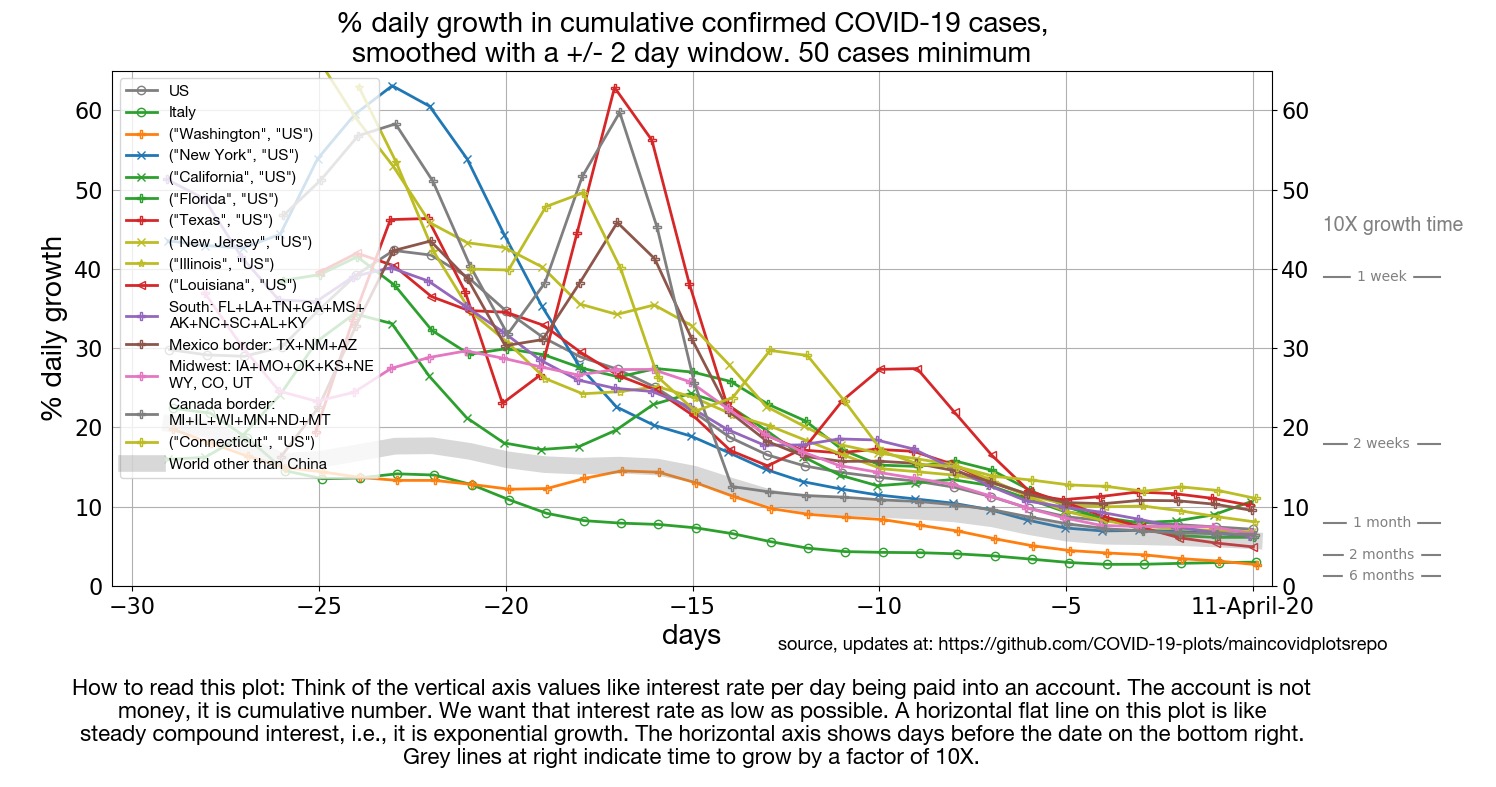 % daily growth in cumulative confirmed COVID-19 cases,
smoothed with a +/- 2 day window. 50 cases minimum
% daily growth
60
50
40
30
20
10
0
US
Italy
("Washington", "US")
("New York", "US")
("California", "US")
("Florida", "US")
("Texas", "US")
("New Jersey", "US")
("Illinois", "US")
("Louisiana", "US")
South: FL+LA+TN+GA+MS+
AK+NC+SC+AL+KY
Mexico border: TX+NM+AZ
Midwest: IA+MO+OK+KS+NE
WY, CO, UT
Canada border:
MI+IL+WI+MN+ND+MT
("Connecticut", "US")
World other than China
60
50
40
30
20
10
0
10X growth time
1 week
2 weeks
1 month
2 months
6 months
−30
−25
−20
−15
−10
−5
11-April-20
days
source, updates at: https://github.com/COVID-19-plots/maincovidplotsrepo
How to read this plot: Think of the vertical axis values like interest rate per day being paid into an account. The account is not
money, it is cumulative number. We want that interest rate as low as possible. A horizontal flat line on this plot is like
steady compound interest, i.e., it is exponential growth. The horizontal axis shows days before the date on the bottom right.
Grey lines at right indicate time to grow by a factor of 10X.